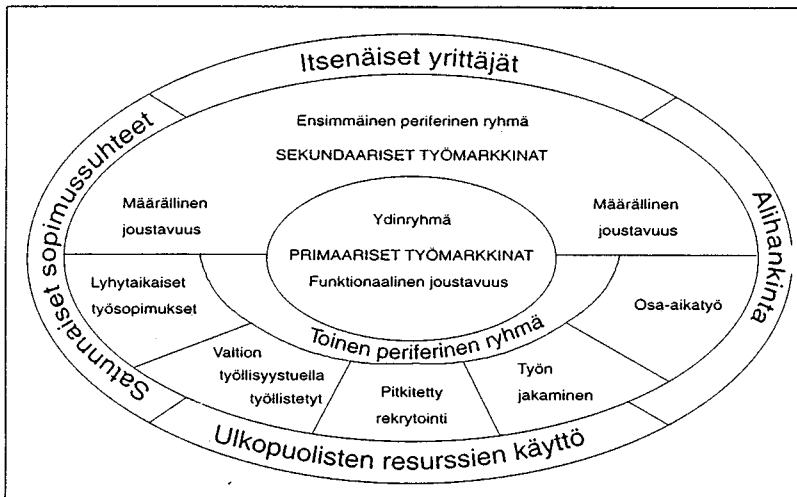 Itsenäiset yrittäjät
Satunnaiset sopimussuhteet
Alihankinta
Ensimmäinen periferinen ryhmä
SEKUNDAARISET TYÖMARKKINAT
Määrällinen
joustavuus
Määrällinen
joustavuus
Ydinryhmä
PRIMAARISET TYÖMARKKINAT
Funktionaalinen joustavuus
Lyhytaikaiset
työsopimukset
Osa-aikatyö
Toinen periferinen ryhmä
Valtion
työllisyystuella
työllistetyt
Pitkitetty
rekrytointi
Työn
jakaminen
Ulkopuolisten resurssien käyttö